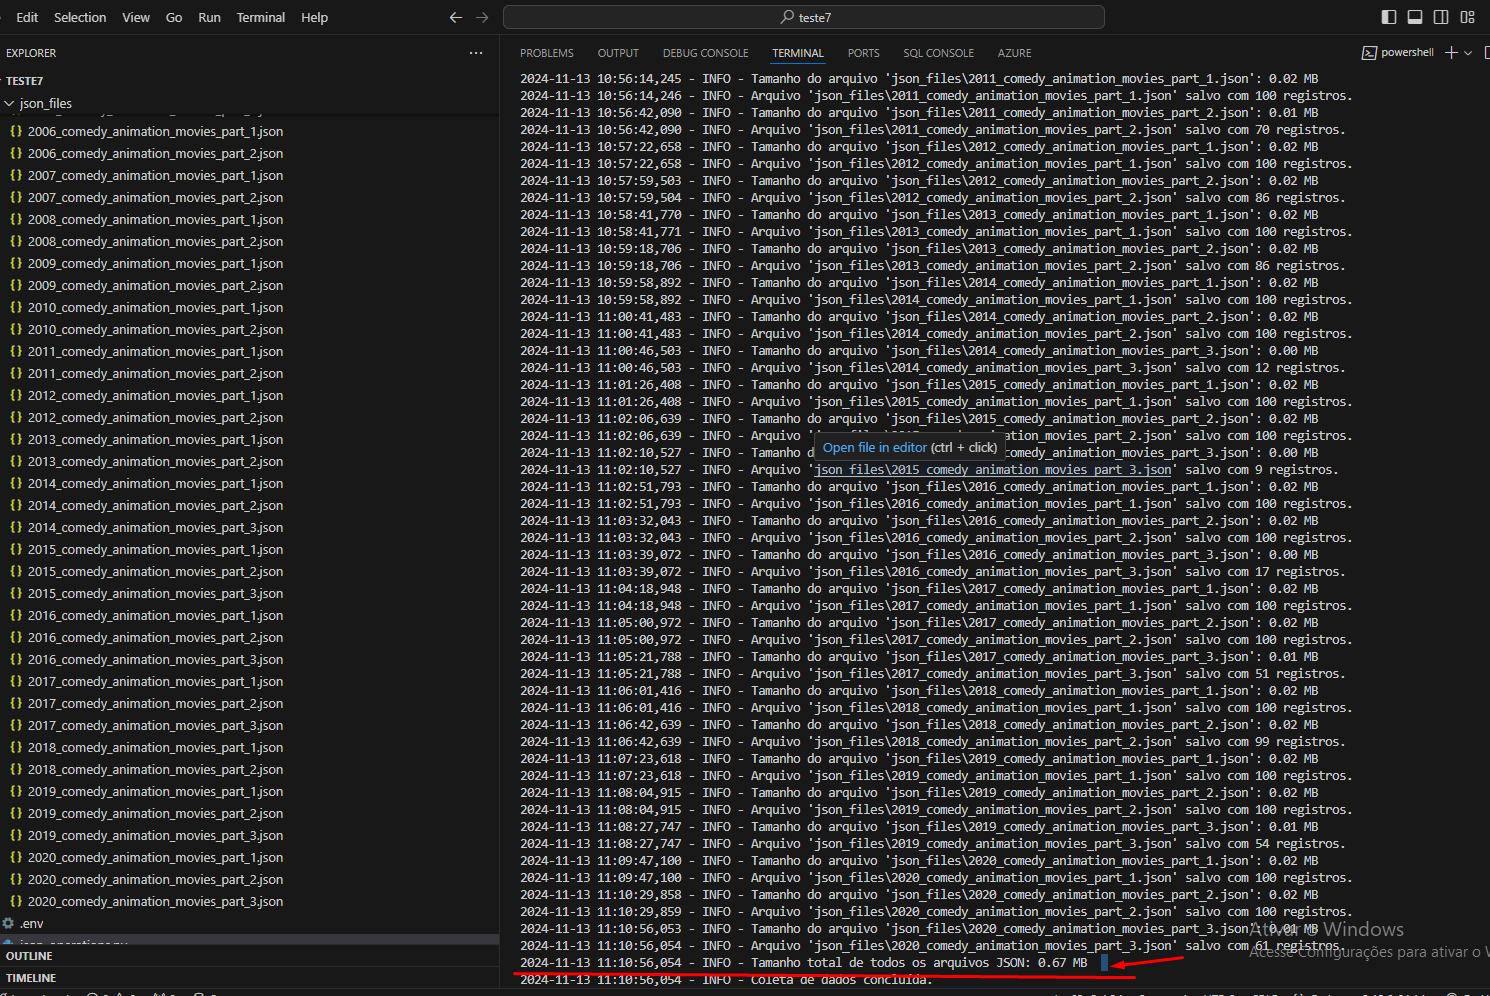 Edit Selection View Go Run Terminal Help
teste7
EXPLORER
TESTE7
json_files
2006_comedy_animation_movies_part_1.json
2006_comedy_animation_movies_part_2.json
2007_comedy_animation_movies_part_1.json
2007_comedy_animation_movies_part_2.json
2008_comedy_animation_movies_part_1.json
2008_comedy_animation_movies_part_2.json
2009_comedy_animation_movies_part_1.json
2009_comedy_animation_movies_part_2.json
2010_comedy_animation_movies_part_1.json
2010_comedy_animation_movies_part_2.json
2011_comedy_animation_movies_part_1.json
2011_comedy_animation_movies_part_2.json
2012_comedy_animation_movies_part_1.json
2012_comedy_animation_movies_part_2.json
2013_comedy_animation_movies_part_1.json
2013_comedy_animation_movies_part_2.json
2014_comedy_animation_movies_part_1.json
2014_comedy_animation_movies_part_2.json
2014_comedy_animation_movies_part_3.json
2015_comedy_animation_movies_part_1.json
2015_comedy_animation_movies_part_2.json
2015_comedy_animation_movies_part_3.json
2016_comedy_animation_movies_part_1.json
2016_comedy_animation_movies_part_2.json
2016_comedy_animation_movies_part_3.json
2017_comedy_animation_movies_part_1.json
2017_comedy_animation_movies_part_2.json
2017_comedy_animation_movies_part_3.json
2018_comedy_animation_movies_part_1.json
2018_comedy_animation_movies_part_2.json
2019_comedy_animation_movies_part_1.json
2019_comedy_animation_movies_part_2.json
2019_comedy_animation_movies_part_3.json
2020_comedy_animation_movies_part_1.json
2020_comedy_animation_movies_part_2.json
2020_comedy_animation_movies_part_3.json
.env
OUTLINE
TIMELINE
PROBLEMS OUTPUT DEBUG CONSOLE TERMINAL PORTS SQL CONSOLE AZURE
powershell
2024-11-13 10:56:14,245 - INFO - Tamanho do arquivo 'json_files\2011_comedy_animation_movies_part_1.json': 0.02 MB
2024-11-13 10:56:14,246 - INFO - Arquivo 'json_files\2011_comedy_animation_movies_part_1.json' salvo com 100 registros.
2024-11-13 10:56:42,090 - INFO - Tamanho do arquivo 'json_files\2011_comedy_animation_movies_part_2.json': 0.01 MB
2024-11-13 10:56:42,090 - INFO - Arquivo 'json_files\2011_comedy_animation_movies_part_2.json' salvo com 70 registros.
2024-11-13 10:57:22,658 - INFO - Tamanho do arquivo 'json_files\2012_comedy_animation_movies_part_1.json': 0.02 MB
2024-11-13 10:57:22,658 - INFO - Arquivo 'json_files\2012_comedy_animation_movies_part_1.json' salvo com 100 registros.
2024-11-13 10:57:59,503 - INFO - Tamanho do arquivo 'json_files\2012_comedy_animation_movies_part_2.json': 0.02 MB
2024-11-13 10:57:59,504 - INFO - Arquivo 'json_files\2012_comedy_animation_movies_part_2.json' salvo com 86 registros.
2024-11-13 10:58:41,770 - INFO - Tamanho do arquivo 'json_files\2013_comedy_animation_movies_part_1.json': 0.02 MB
2024-11-13 10:58:41,771 - INFO - Arquivo 'json_files\2013_comedy_animation_movies_part_1.json' salvo com 100 registros.
2024-11-13 10:59:18,706 - INFO - Tamanho do arquivo 'json_files\2013_comedy_animation_movies_part_2.json': 0.02 MB
2024-11-13 10:59:18,706 - INFO - Arquivo 'json_files\2013_comedy_animation_movies_part_2.json' salvo com 86 registros.
2024-11-13 10:59:58,892 - INFO - Tamanho do arquivo 'json_files\2014_comedy_animation_movies_part_1.json': 0.02 MB
2024-11-13 10:59:58,892 - INFO - Arquivo 'json_files\2014_comedy_animation_movies_part_1.json' salvo com 100 registros.
2024-11-13 11:00:41,483 - INFO - Tamanho do arquivo 'json_files\2014_comedy_animation_movies_part_2.json': 0.02 MB
2024-11-13 11:00:41,483 - INFO - Arquivo 'json_files\2014_comedy_animation_movies_part_2.json' salvo com 100 registros.
2024-11-13 11:00:46,503 - INFO - Tamanho do arquivo 'json_files\2014_comedy_animation_movies_part_3.json': 0.00 MB
2024-11-13 11:00:46,503 - INFO - Arquivo 'json_files\2014_comedy_animation_movies_part_3.json' salvo com 12 registros.
2024-11-13 11:01:26,408 - INFO - Tamanho do arquivo 'json_files\2015_comedy_animation_movies_part_1.json': 0.02 MB
2024-11-13 11:01:26,408 - INFO - Arquivo 'json_files\2015_comedy_animation_movies_part_1.json' salvo com 100 registros.
2024-11-13 11:02:06,639 - INFO - Tamanho do arquivo 'json_files\2015_comedy_animation_movies_part_2.json': 0.02 MB
2024-11-13 11:02:06,639 - INFO - Arquivo mation_movies_part_2.json' salvo com 100 registros.
Open file in editor (ctrl + click)
2024-11-13 11:02:10,527 - INFO - Tamanho d mation_movies_part_3.json': 0.00 MB
2024-11-13 11:02:10,527 - INFO - Arquivo 'json_files\2015_comedy_animation_movies_part_3.json' salvo com 9 registros.
2024-11-13 11:02:51,793 - INFO - Tamanho do arquivo 'json_files\2016_comedy_animation_movies_part_1.json': 0.02 MB
2024-11-13 11:02:51,793 - INFO - Arquivo 'json_files\2016_comedy_animation_movies_part_1.json' salvo com 100 registros.
2024-11-13 11:03:32,043 - INFO - Tamanho do arquivo 'json_files\2016_comedy_animation_movies_part_2.json': 0.02 MB
2024-11-13 11:03:32,043 - INFO - Arquivo 'json_files\2016_comedy_animation_movies_part_2.json' salvo com 100 registros.
2024-11-13 11:03:39,072 - INFO - Tamanho do arquivo 'json_files\2016_comedy_animation_movies_part_3.json': 0.00 MB
2024-11-13 11:03:39,072 - INFO - Arquivo 'json_files\2016_comedy_animation_movies_part_3.json' salvo com 17 registros.
2024-11-13 11:04:18,948 - INFO - Tamanho do arquivo 'json_files\2017_comedy_animation_movies_part_1.json': 0.02 MB
2024-11-13 11:04:18,948 - INFO - Arquivo 'json_files\2017_comedy_animation_movies_part_1.json' salvo com 100 registros.
2024-11-13 11:05:00,972 - INFO - Tamanho do arquivo 'json_files\2017_comedy_animation_movies_part_2.json': 0.02 MB
2024-11-13 11:05:00,972 - INFO - Arquivo 'json_files\2017_comedy_animation_movies_part_2.json' salvo com 100 registros.
2024-11-13 11:05:21,788 - INFO - Tamanho do arquivo 'json_files\2017_comedy_animation_movies_part_3.json': 0.01 MB
2024-11-13 11:05:21,788 - INFO - Arquivo 'json_files\2017_comedy_animation_movies_part_3.json' salvo com 51 registros.
2024-11-13 11:06:01,416 - INFO - Tamanho do arquivo 'json_files\2018_comedy_animation_movies_part_1.json': 0.02 MB
2024-11-13 11:06:01,416 - INFO - Arquivo 'json_files\2018_comedy_animation_movies_part_1.json' salvo com 100 registros.
2024-11-13 11:06:42,639 - INFO - Tamanho do arquivo 'json_files\2018_comedy_animation_movies_part_2.json': 0.02 MB
2024-11-13 11:06:42,639 - INFO - Arquivo 'json_files\2018_comedy_animation_movies_part_2.json' salvo com 99 registros.
2024-11-13 11:07:23,618 - INFO - Tamanho do arquivo 'json_files\2019_comedy_animation_movies_part_1.json': 0.02 MB
2024-11-13 11:07:23,618 - INFO - Arquivo 'json_files\2019_comedy_animation_movies_part_1.json' salvo com 100 registros.
2024-11-13 11:08:04,915 - INFO - Tamanho do arquivo 'json_files\2019_comedy_animation_movies_part_2.json': 0.02 MB
2024-11-13 11:08:04,915 - INFO - Arquivo 'json_files\2019_comedy_animation_movies_part_2.json' salvo com 100 registros.
2024-11-13 11:08:27,747 - INFO - Tamanho do arquivo 'json_files\2019_comedy_animation_movies_part_3.json': 0.01 MB
2024-11-13 11:08:27,747 - INFO - Arquivo 'json_files\2019_comedy_animation_movies_part_3.json' salvo com 54 registros.
2024-11-13 11:09:47,100 - INFO - Tamanho do arquivo 'json_files\2020_comedy_animation_movies_part_1.json': 0.02 MB
2024-11-13 11:09:47,100 - INFO - Arquivo 'json_files\2020_comedy_animation_movies_part_1.json' salvo com 100 registros.
2024-11-13 11:10:29,858 - INFO - Tamanho do arquivo 'json_files\2020_comedy_animation_movies_part_2.json': 0.02 MB
2024-11-13 11:10:29,859 - INFO - Arquivo 'json_files\2020_comedy_animation_movies_part_2.json' salvo com 100 registros.
2024-11-13 11:10:56,053 - INFO - Tamanho do arquivo 'json_files\2020_comedy_animation_movies_part_3.json': 0.01 MB
2024-11-13 11:10:56,054 - INFO - Arquivo 'json_files\2020_comedy_animation_movies_part_3.json' salvo com 61 registros.
2024-11-13 11:10:56,054 - INFO - Tamanho total de todos os arquivos JSON: 0.67 MB
2024-11-13 11:10:56,054 - INFO - Coleta de dados concluída.
Ativar o Windows
Acesse Configurações para ativar o W